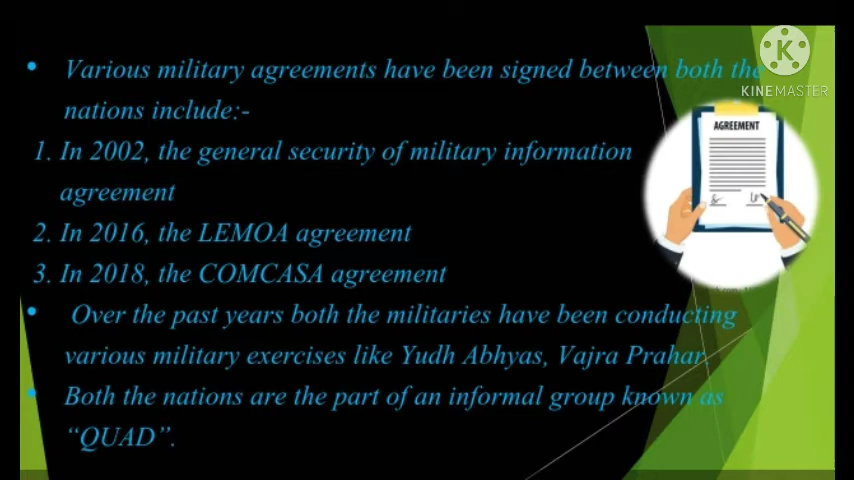 • Various military agreements have been signed between both the
nations include:-
1. In 2002, the general security of military information
agreement
2. In 2016, the LEMOA agreement
3. In 2018, the COMCASA agreement
• Over the past years both the militaries have been conducting
various military exercises like Yudh Abhyas, Vajra Prahar.
• Both the nations are the part of an informal group known as
“QUAD”.
K
KINEMASTER
AGREEMENT